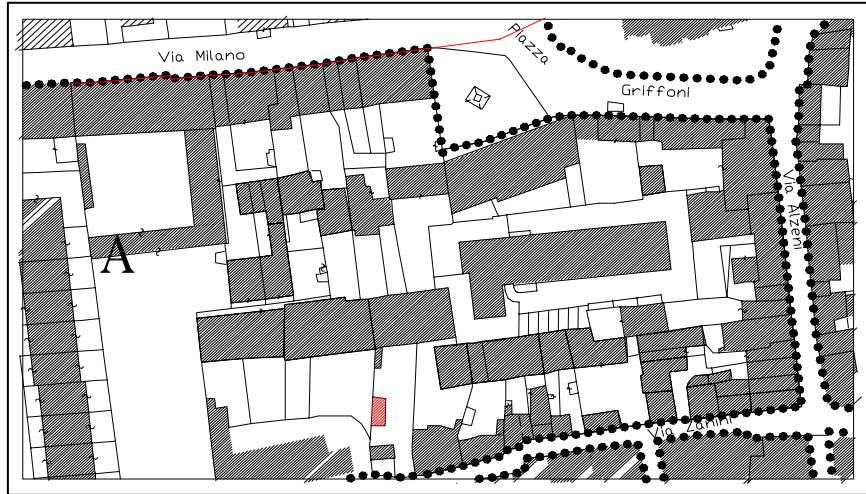 Via Milano
Piazza
Griffoni
Via Alzeni
A
Via Zanini